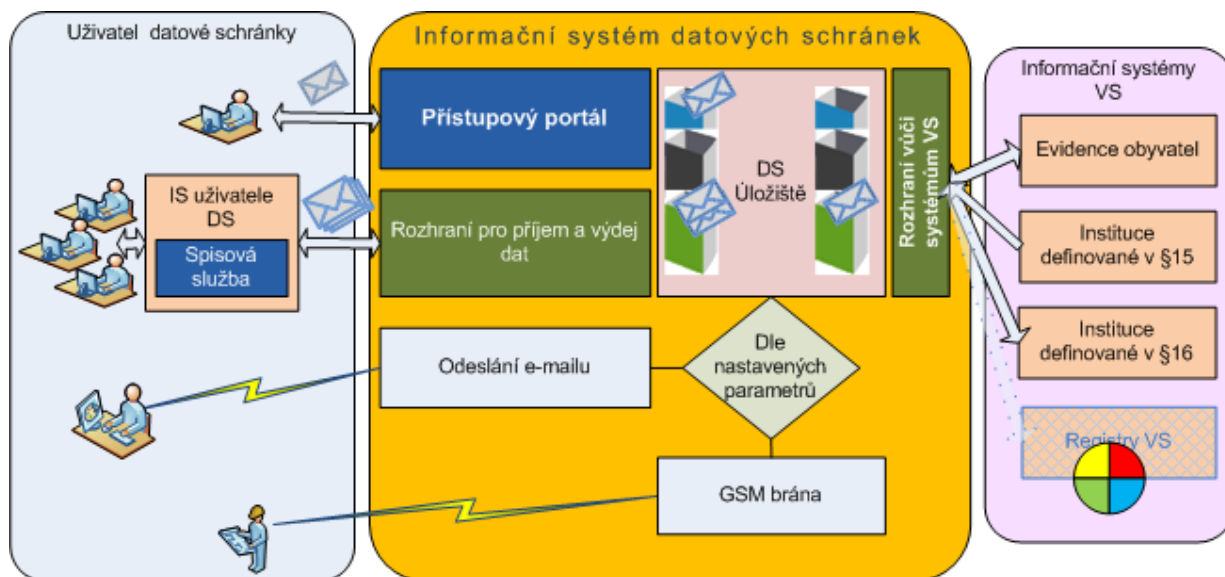 Uživatel datové schránky
Informační systém datových schránek
Informační systémy
VS
Přístupový portál
IS uživatele
DS
Spisová
služba
Rozhraní pro příjem a výdej
dat
DS
Úložiště
Rozhraní vůči
systémům VS
Evidence obyvatel
Instituce
definované v §15
Instituce
definované v §16
Registry VS
Odeslání e-mailu
Dle
nastavených
parametrů
GSM brána